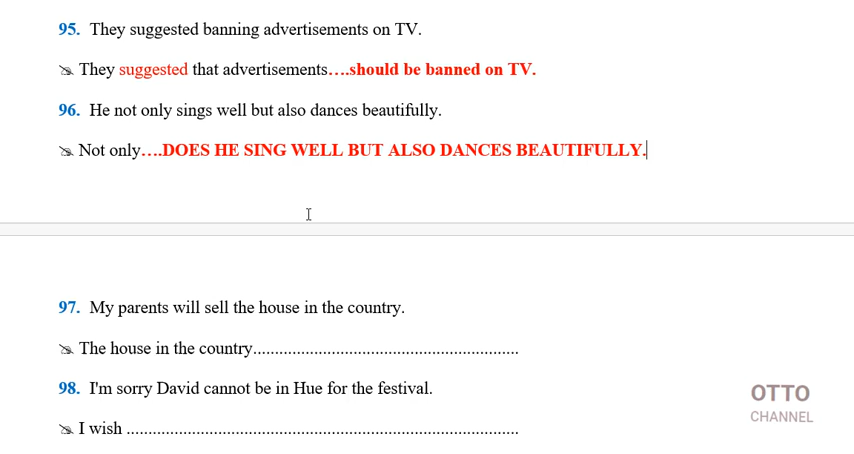 95. They suggested banning advertisements on TV.
They suggested that advertisements….should be banned on TV.
96. He not only sings well but also dances beautifully.
Not only….DOES HE SING WELL BUT ALSO DANCES BEAUTIFULLY.
97. My parents will sell the house in the country.
The house in the country.............................................................
98. I'm sorry David cannot be in Hue for the festival.
I wish ..........................................................................................
OTTO
CHANNEL